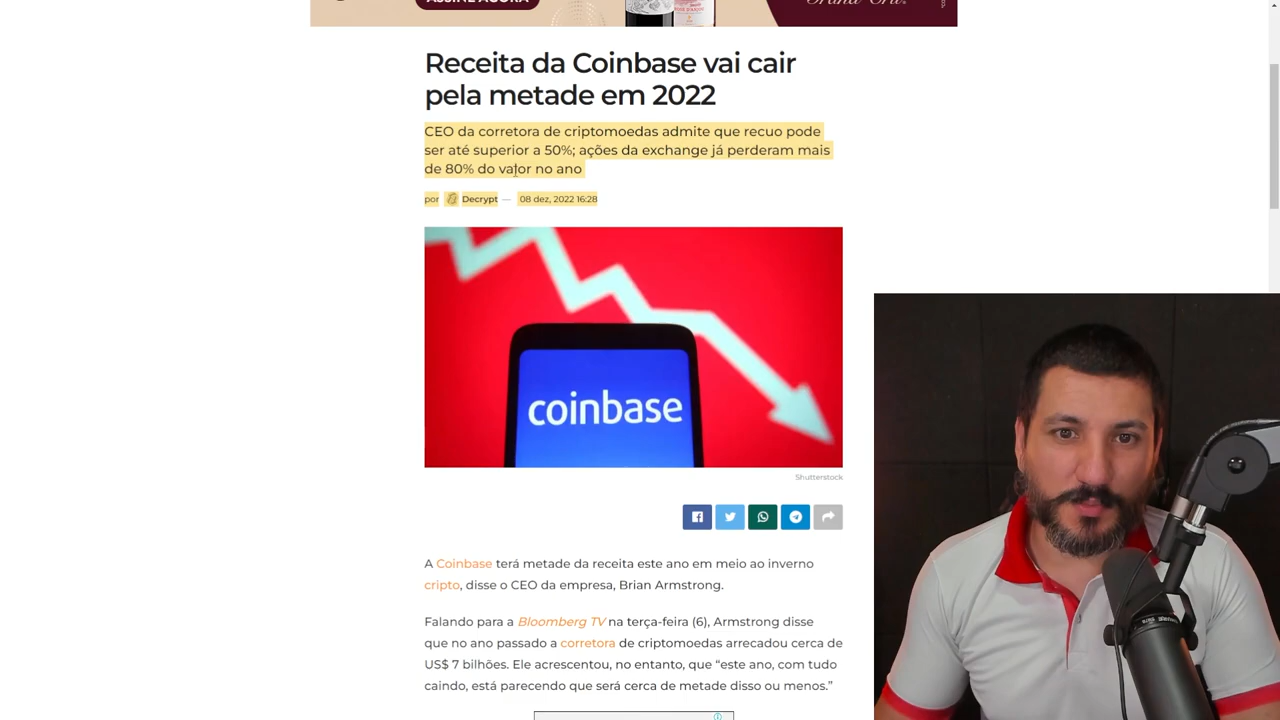 ASSINE AGORA
Receita da Coinbase vai cair
pela metade em 2022
CEO da corretora de criptomoedas admite que recuo pode
ser até superior a 50%; ações da exchange já perderam mais
de 80% do valor no ano
por Decrypt — 08 dez, 2022 16:28
coinbase
Shutterstock
A Coinbase terá metade da receita este ano em meio ao inverno
cripto, disse o CEO da empresa, Brian Armstrong.
Falando para a Bloomberg TV na terça-feira (6), Armstrong disse
que no ano passado a corretora de criptomoedas arrecadou cerca de
US$ 7 bilhões. Ele acrescentou, no entanto, que “este ano, com tudo
caindo, está parecendo que será cerca de metade disso ou menos.”